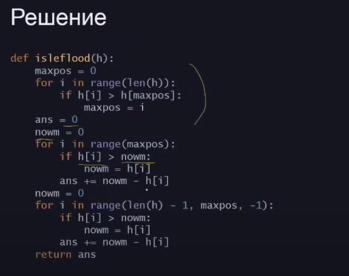 Решение
def isleflood(h):
    maxpos = 0
    for i in range(len(h)):
        if h[i] > h[maxpos]:
            maxpos = i
    ans = 0
    nowm = 0
    for i in range(maxpos):
        if h[i] > nowm:
            nowm = h[i]
        ans += nowm - h[i]
    nowm = 0
    for i in range(len(h) - 1, maxpos, -1):
        if h[i] > nowm:
            nowm = h[i]
        ans += nowm - h[i]
    return ans